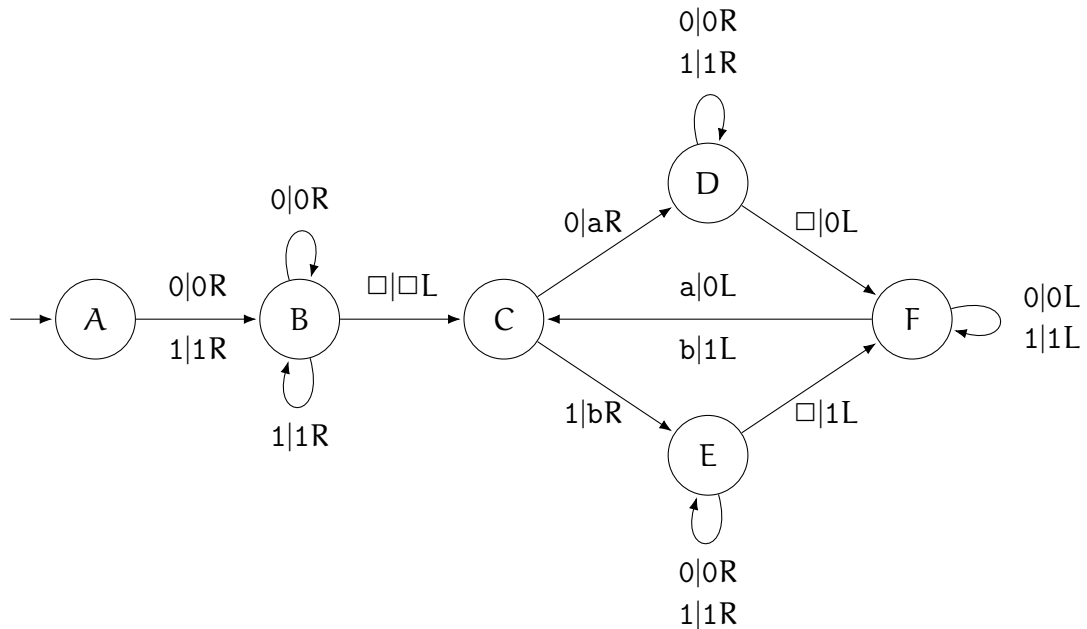 0|0R
1|1R
D
0|0R
0|aR
□|0L
0|0R
□|□L
a|0L
0|0L
A
B
C
F
1|1R
b|1L
1|1L
1|1R
1|bR
□|1L
E
0|0R
1|1R